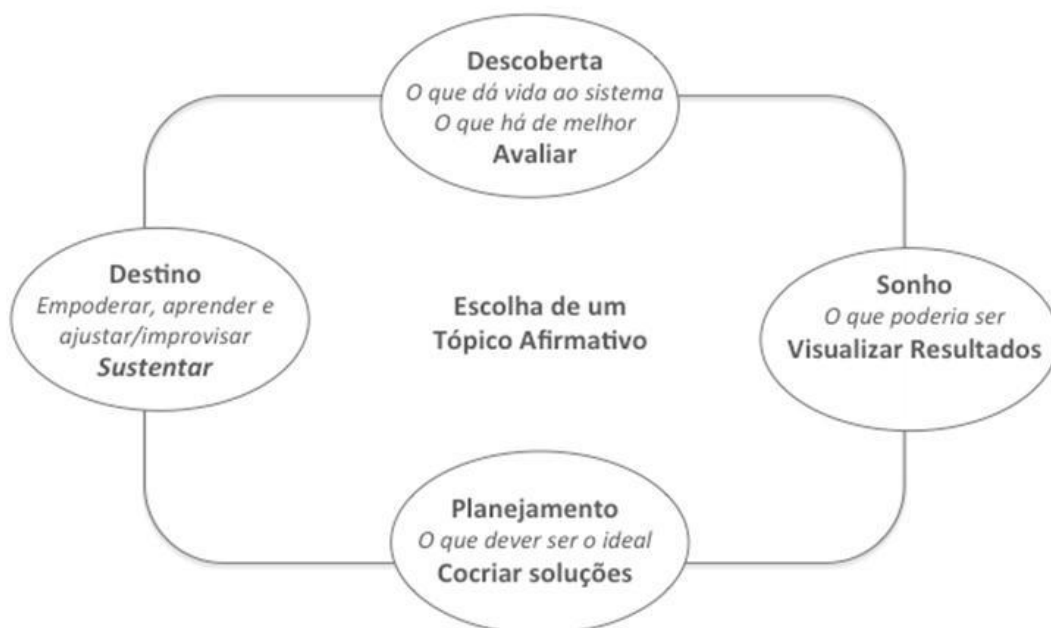 Descoberta
O que dá vida ao sistema
O que há de melhor
Avaliar
Destino
Empoderar, aprender e
ajustar/improvisar
Sustentar
Escolha de um
Tópico Afirmativo
Sonho
O que poderia ser
Visualizar Resultados
Planejamento
O que dever ser o ideal
Cocriar soluções